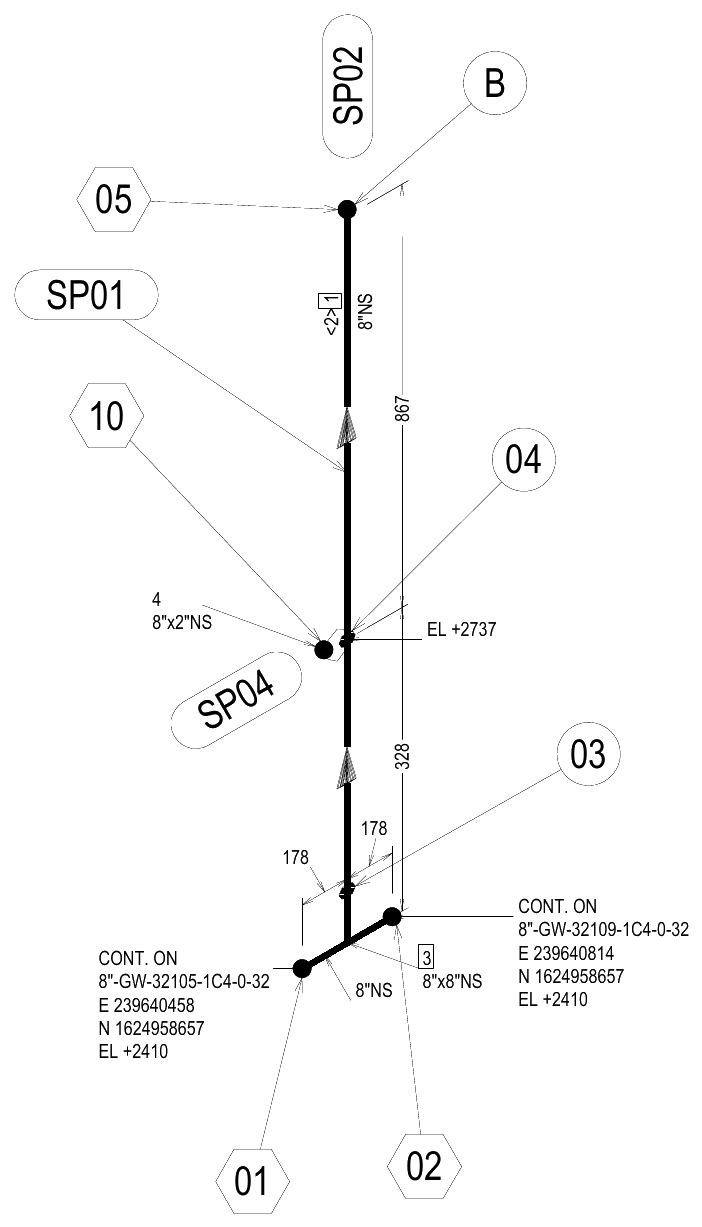 SP02
B
05
SP01
<2> 1
8"NS
10
867
04
4
8"x2"NS
EL +2737
SP04
328
03
178
178
CONT. ON
8"-GW-32109-1C4-0-32
E 239640814
N 1624958657
EL +2410
3
8"x8"NS
CONT. ON
8"-GW-32105-1C4-0-32
E 239640458
N 1624958657
EL +2410
8"NS
01
02